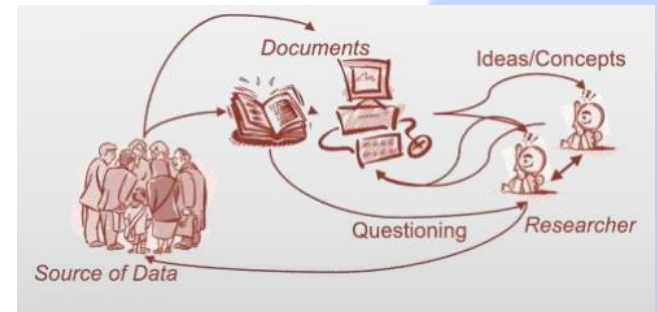 Documents
Ideas/Concepts
Questioning
Researcher
Source of Data